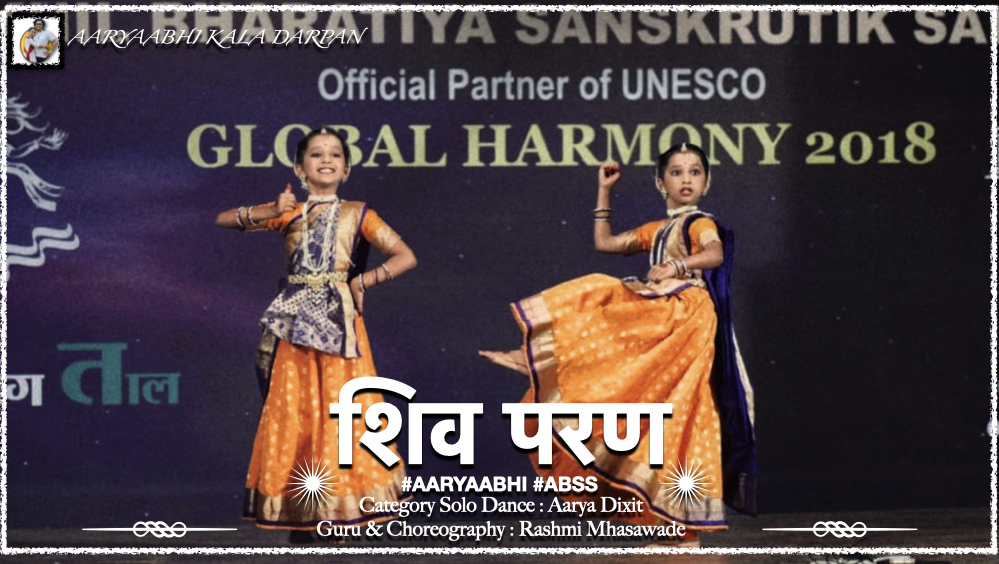 BHARATIYA SANSKRUTIK SA
AARYAABHI KALA DARPAN
Official Partner of UNESCO
GLOBAL HARMONY 2018
ग ताल
शिव परण
#AARYAABHI #ABSS
Category Solo Dance : Aarya Dixit
Guru & Choreography : Rashmi Mhasawade